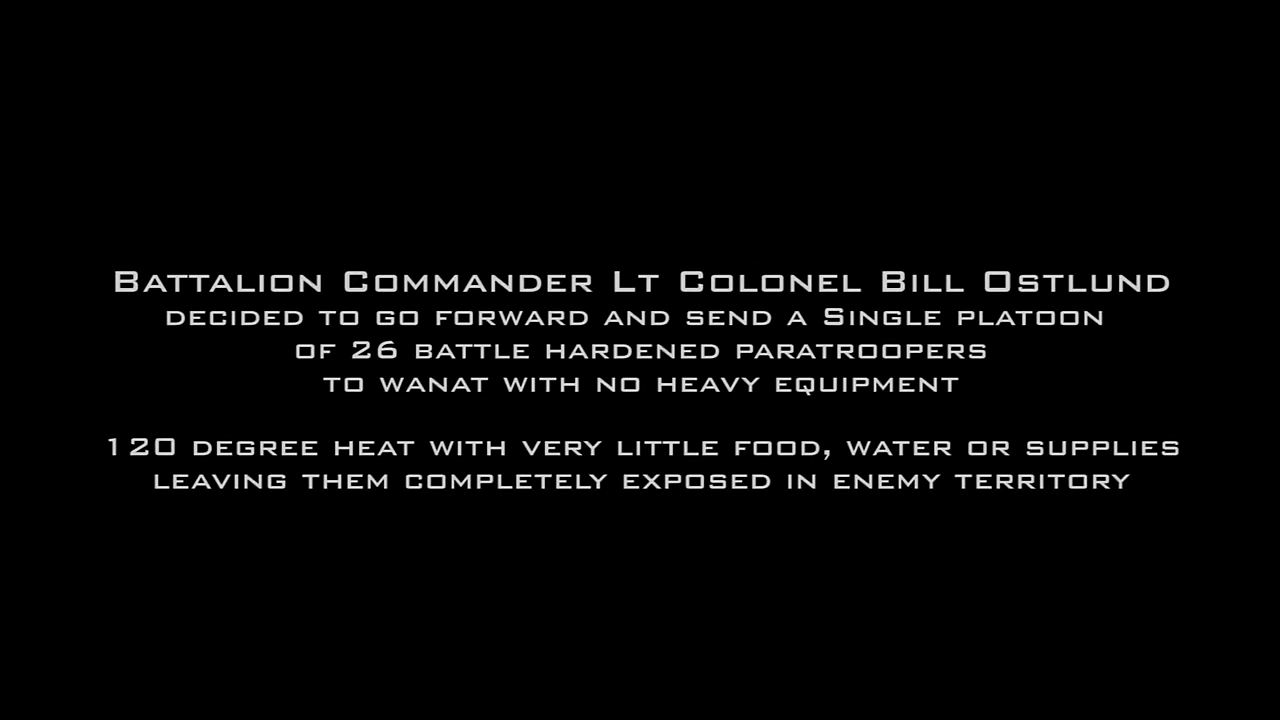 Battalion Commander Lt Colonel Bill Ostlund
decided to go forward and send a Single platoon
of 26 battle hardened paratroopers
to wanat with no heavy equipment
120 degree heat with very little food, water or supplies
leaving them completely exposed in enemy territory